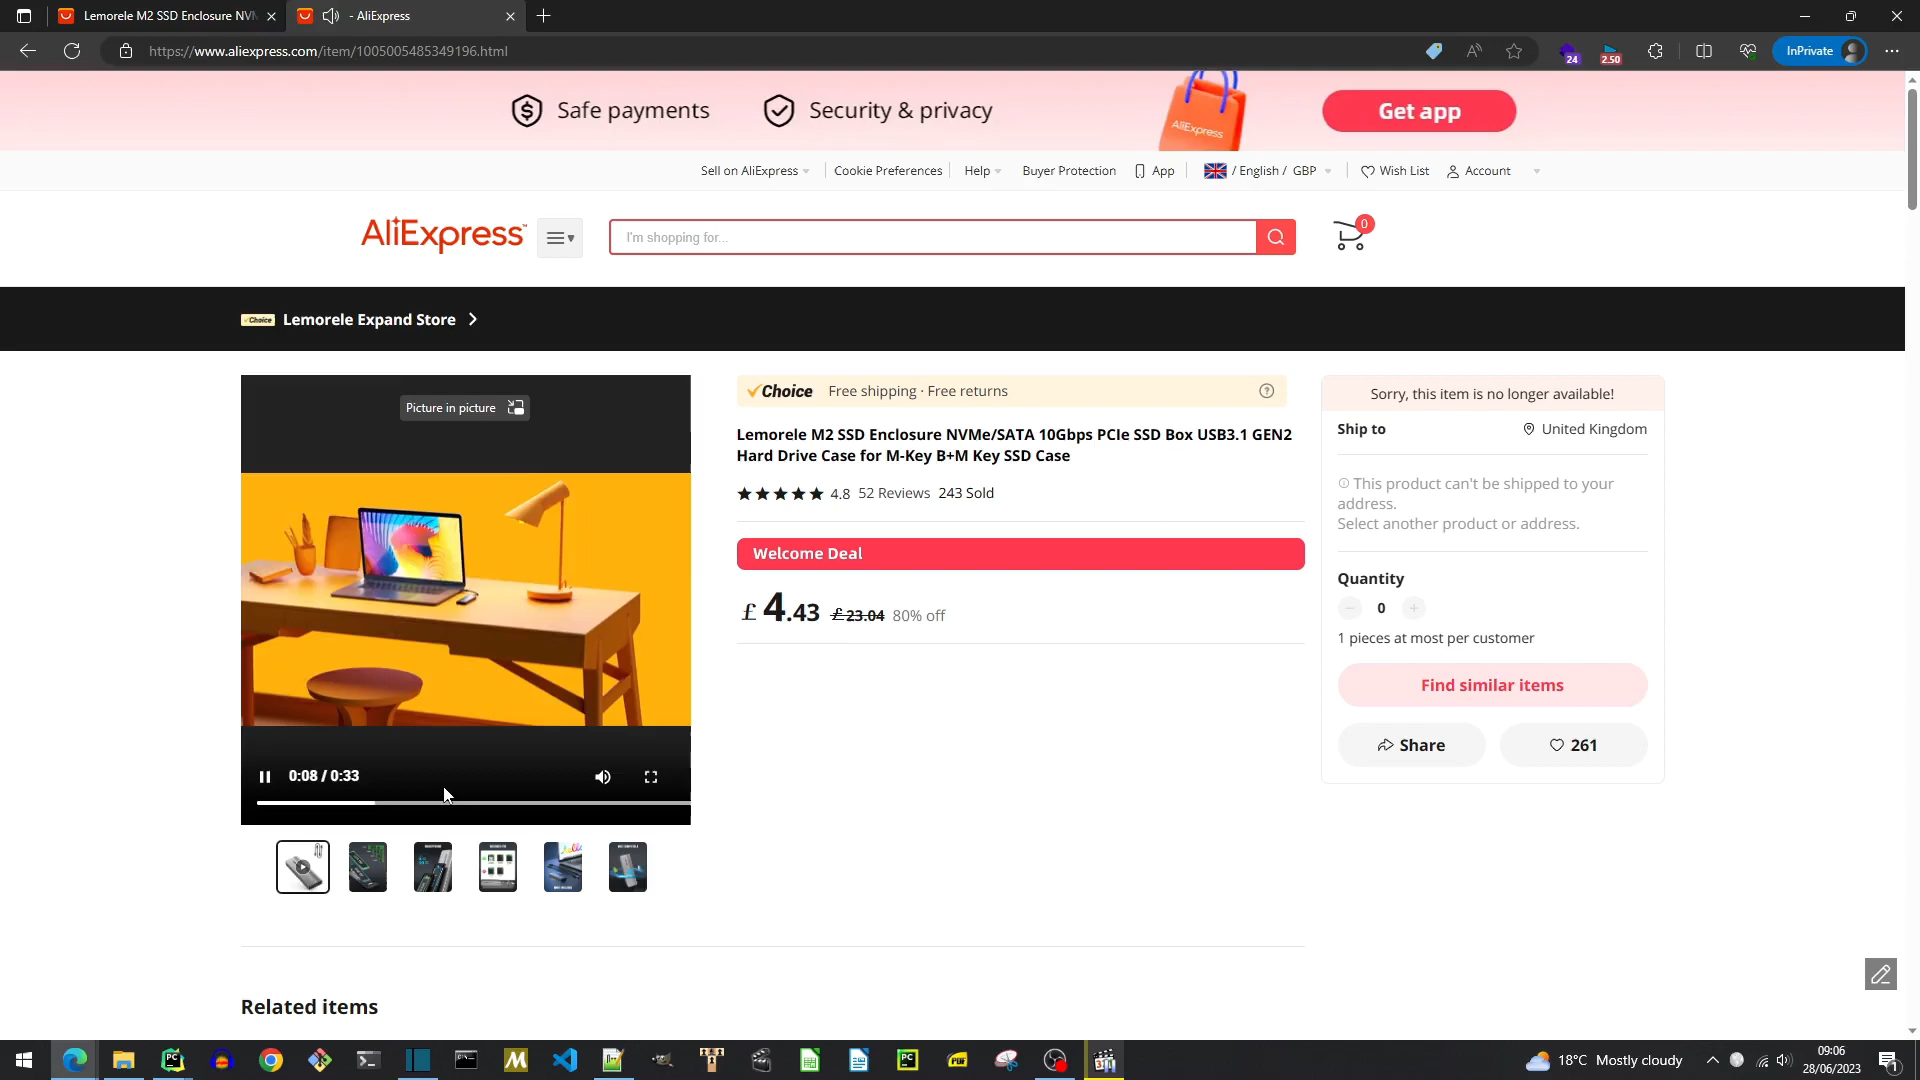 Lemorele M2 SSD Enclosure NVM
- AliExpress
https://www.aliexpress.com/item/1005005485349196.html
24
2.50
InPrivate
Safe payments
Security & privacy
AliExpress
Get app
Sell on AliExpress
Cookie Preferences
Help
Buyer Protection
App
/ English / GBP
Wish List
Account
AliExpress
I'm shopping for...
0
Choice
Lemorele Expand Store
Picture in picture
0:08 / 0:33
Choice Free shipping · Free returns
Lemorele M2 SSD Enclosure NVMe/SATA 10Gbps PCIe SSD Box USB3.1 GEN2
Hard Drive Case for M-Key B+M Key SSD Case
4.8 52 Reviews 243 Sold
Welcome Deal
£ 4.43 £23.04 80% off
Sorry, this item is no longer available!
Ship to
United Kingdom
This product can't be shipped to your
address.
Select another product or address.
Quantity
0
1 pieces at most per customer
Find similar items
Share
261
Related items
18°C Mostly cloudy
09:06
28/06/2023
1